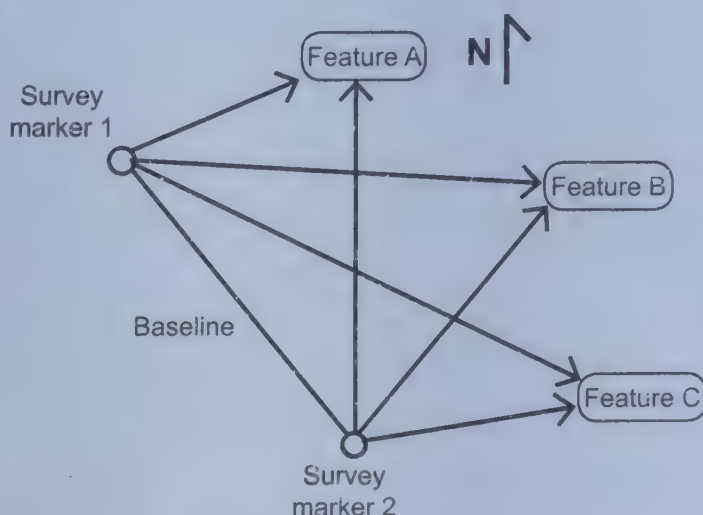 Feature A
N
Survey
marker 1
Feature B
Baseline
Feature C
Survey
marker 2